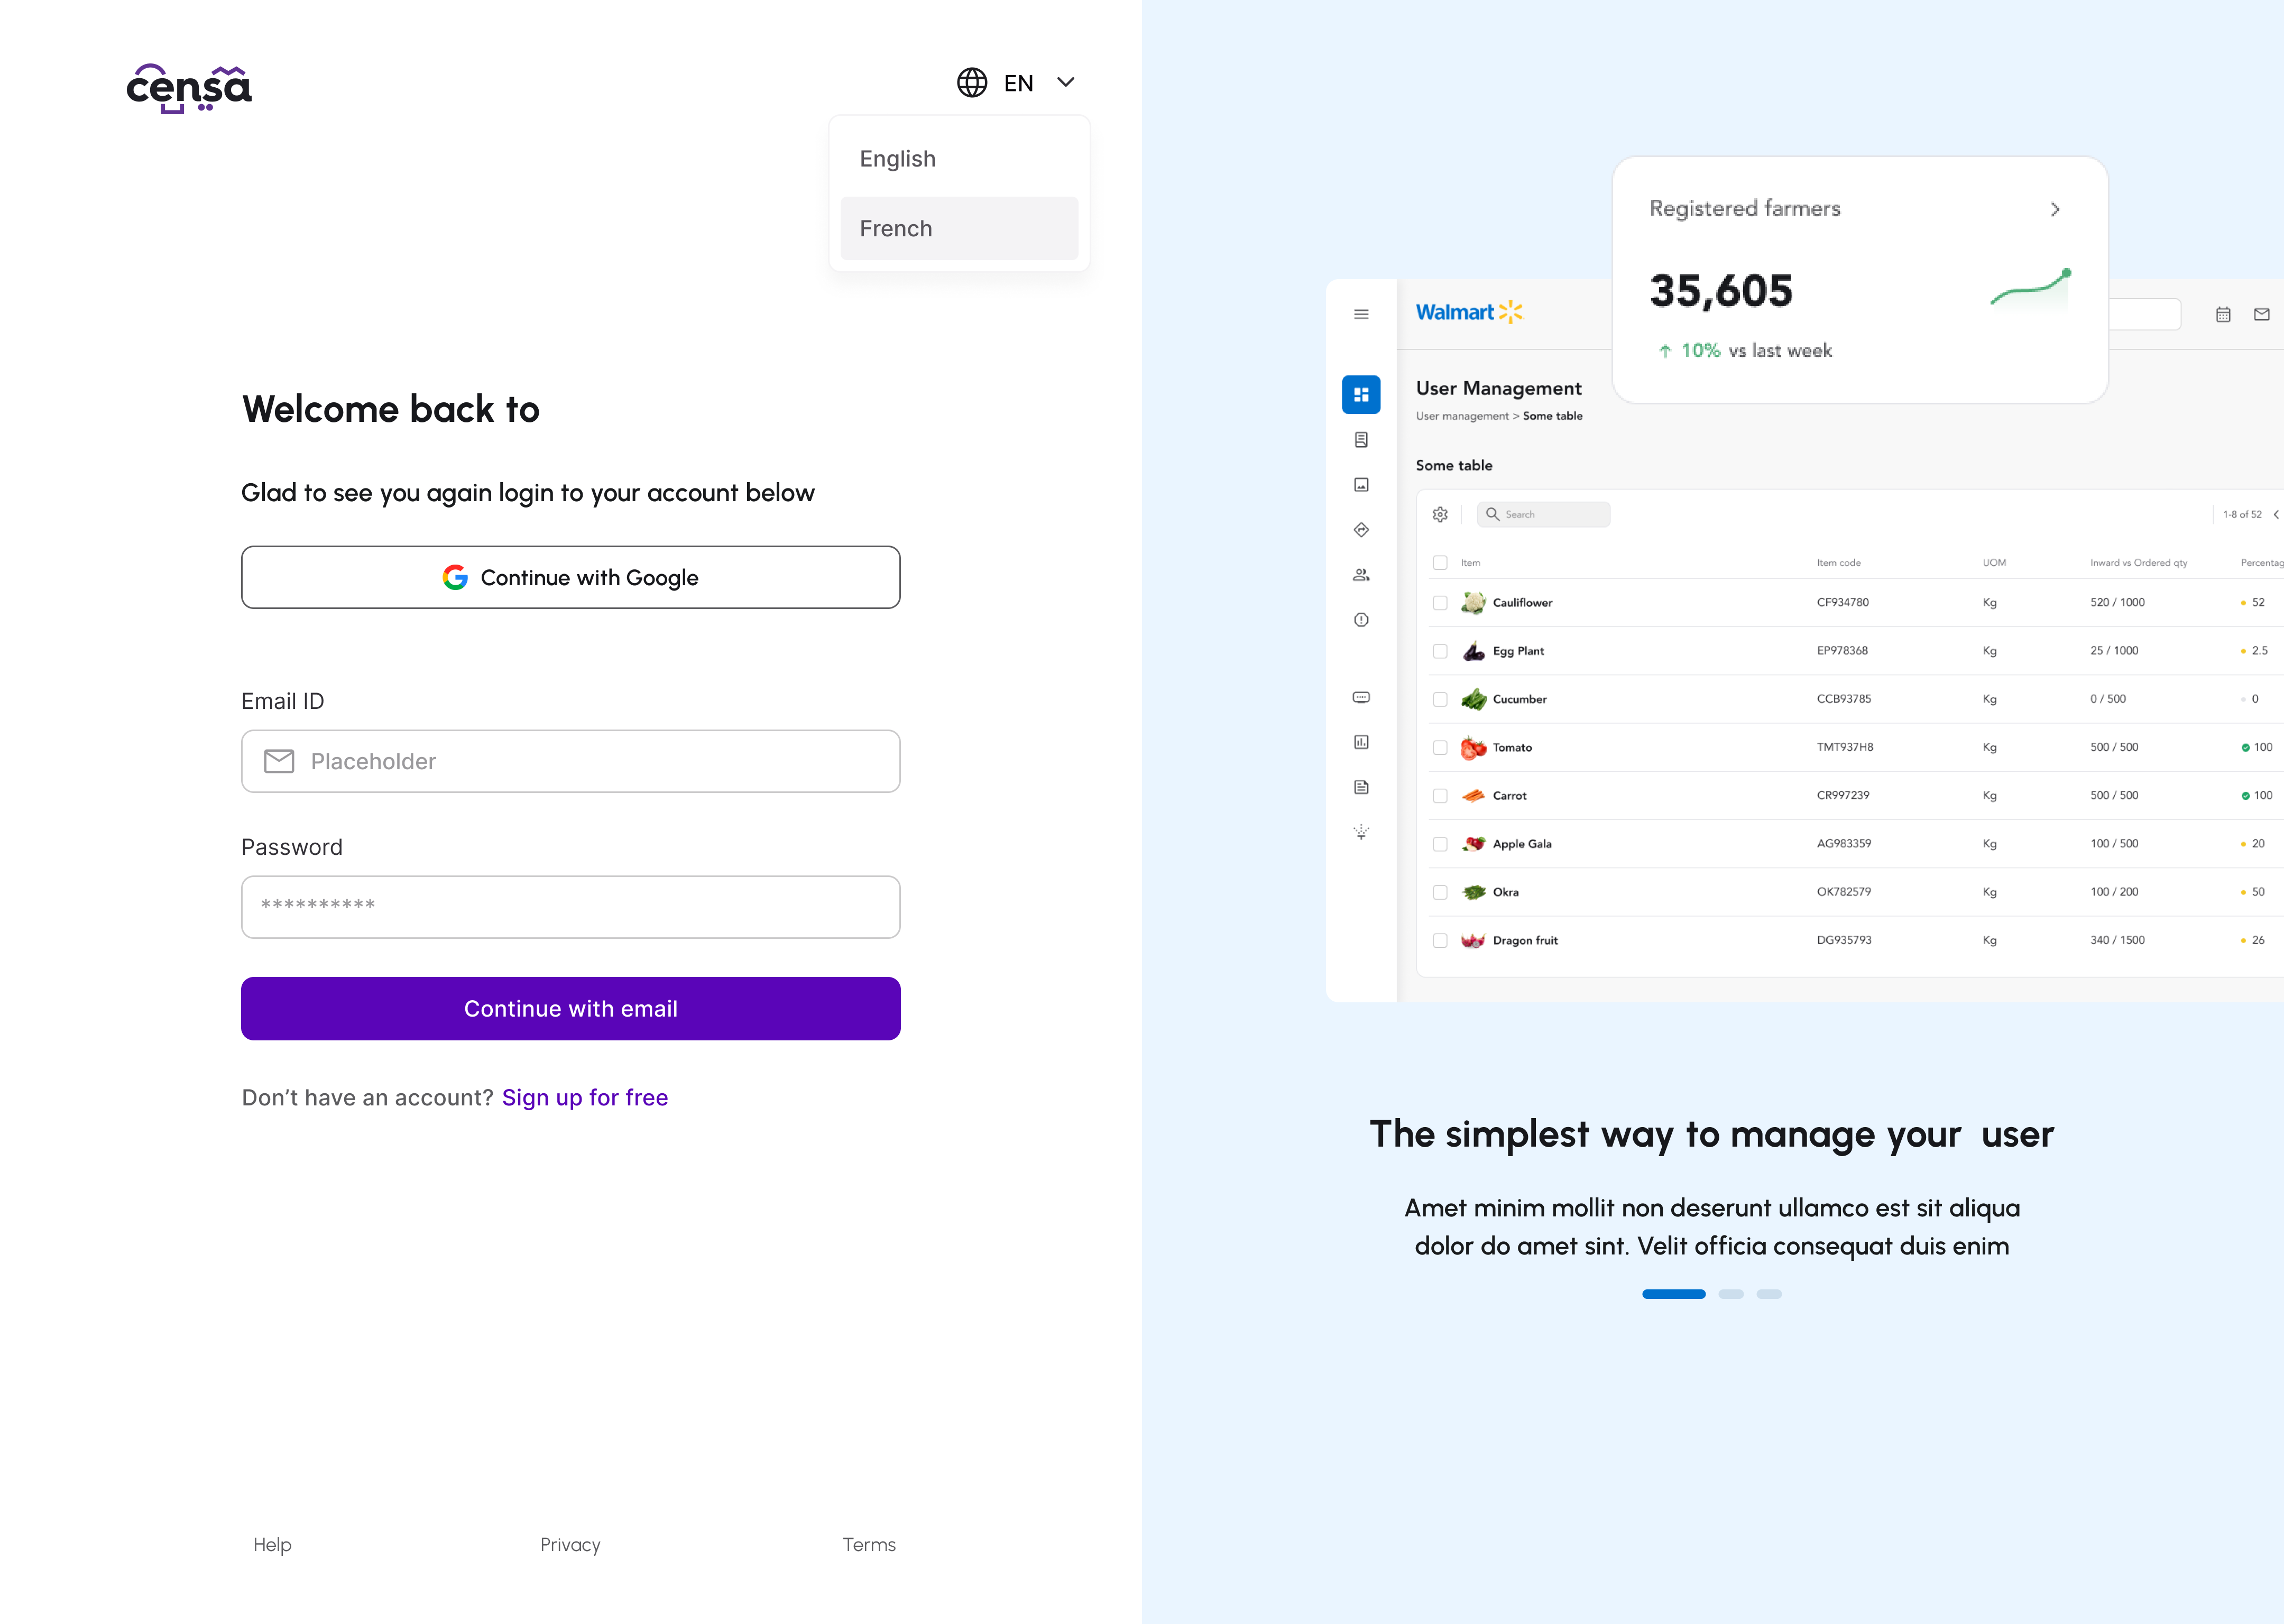 censa
EN
English
French
Welcome back to
Glad to see you again login to your account below
Continue with Google
Email ID
Placeholder
Password
**********
Continue with email
Don’t have an account? Sign up for free
Help Privacy Terms
Registered farmers
35,605
10% vs last week
Walmart
User Management
User management > Some table
Some table
Search
1-8 of 52
Item Item code UOM Inward vs Ordered qty Percentag
Cauliflower CF934780 Kg 520 / 1000 52
Egg Plant EP978368 Kg 25 / 1000 2.5
Cucumber CCB93785 Kg 0 / 500 0
Tomato TMT937H8 Kg 500 / 500 100
Carrot CR997239 Kg 500 / 500 100
Apple Gala AG983359 Kg 100 / 500 20
Okra OK782579 Kg 100 / 200 50
Dragon fruit DG935793 Kg 340 / 1500 26
The simplest way to manage your user
Amet minim mollit non deserunt ullamco est sit aliqua
dolor do amet sint. Velit officia consequat duis enim